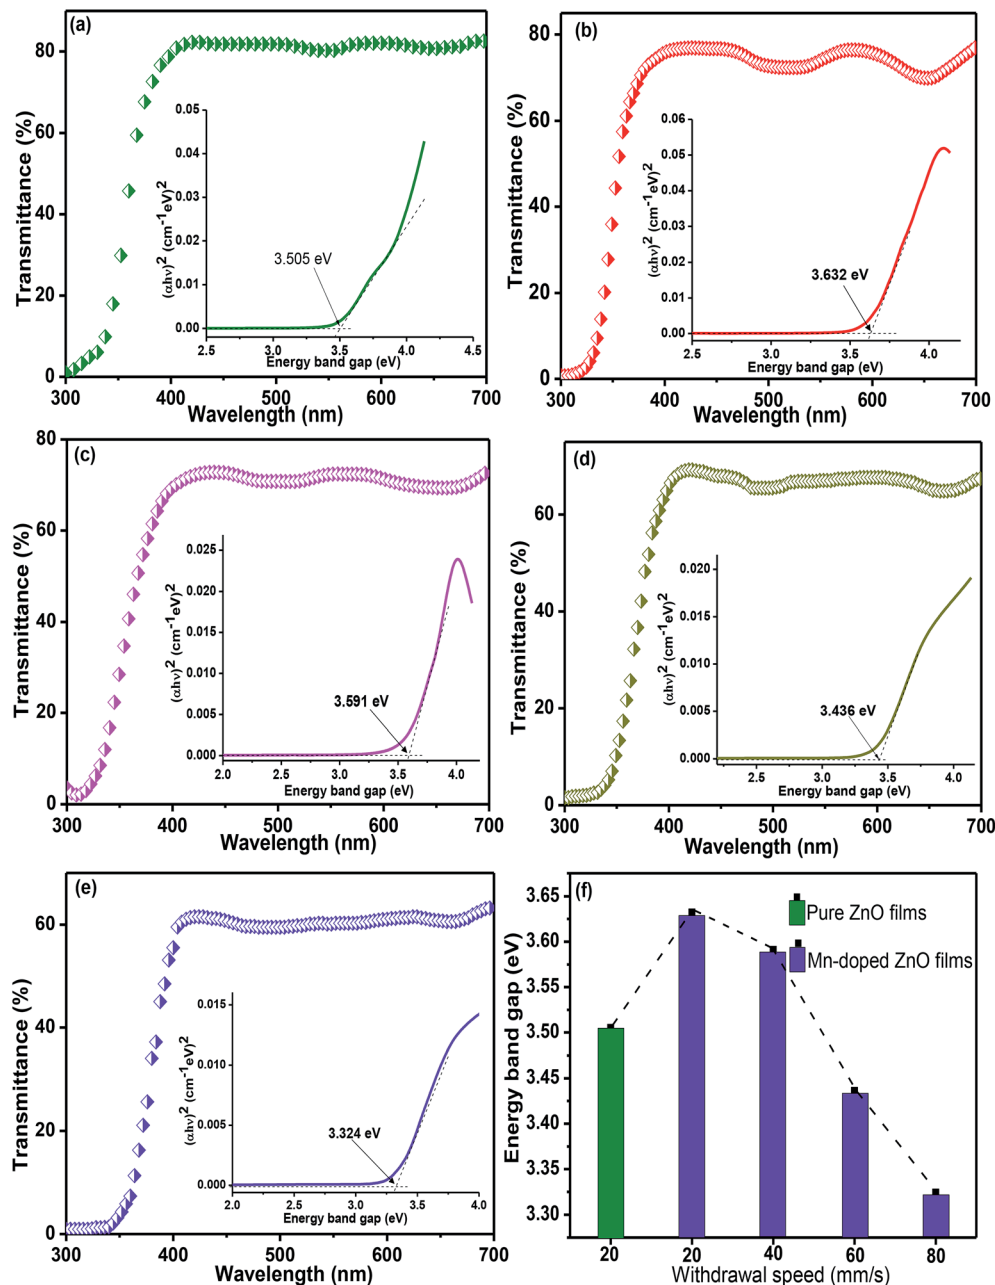 (a)
Transmittance (%)
80
60
40
20
0
300 400 500 600 700
Wavelength (nm)
(αhν)² (cm⁻¹eV)²
0.05
0.04
0.03
0.02
0.01
0.00
3.505 eV
2.5 3.0 3.5 4.0 4.5
Energy band gap (eV)
(b)
Transmittance (%)
80
60
40
20
0
300 400 500 600 700
Wavelength (nm)
(αhν)² (cm⁻¹eV)²
0.06
0.05
0.04
0.03
0.02
0.01
0.00
3.632 eV
2.5 3.0 3.5 4.0
Energy band gap (eV)
(c)
Transmittance (%)
80
60
40
20
0
300 400 500 600 700
Wavelength (nm)
(αhν)² (cm⁻¹eV)²
0.025
0.020
0.015
0.010
0.005
0.000
3.591 eV
2.0 2.5 3.0 3.5 4.0
Energy band gap (eV)
(d)
Transmittance (%)
60
40
20
0
300 400 500 600 700
Wavelength (nm)
(αhν)² (cm⁻¹eV)²
0.020
0.015
0.010
0.005
0.000
3.436 eV
2.5 3.0 3.5 4.0
Energy band gap (eV)
(e)
Transmittance (%)
60
40
20
0
300 400 500 600 700
Wavelength (nm)
(αhν)² (cm⁻¹eV)²
0.015
0.010
0.005
0.000
3.324 eV
2.0 2.5 3.0 3.5 4.0
Energy band gap (eV)
(f)
Energy band gap (eV)
3.65
3.60
3.55
3.50
3.45
3.40
3.35
3.30
Pure ZnO films
Mn-doped ZnO films
20 20 40 60 80
Withdrawal speed (mm/s)